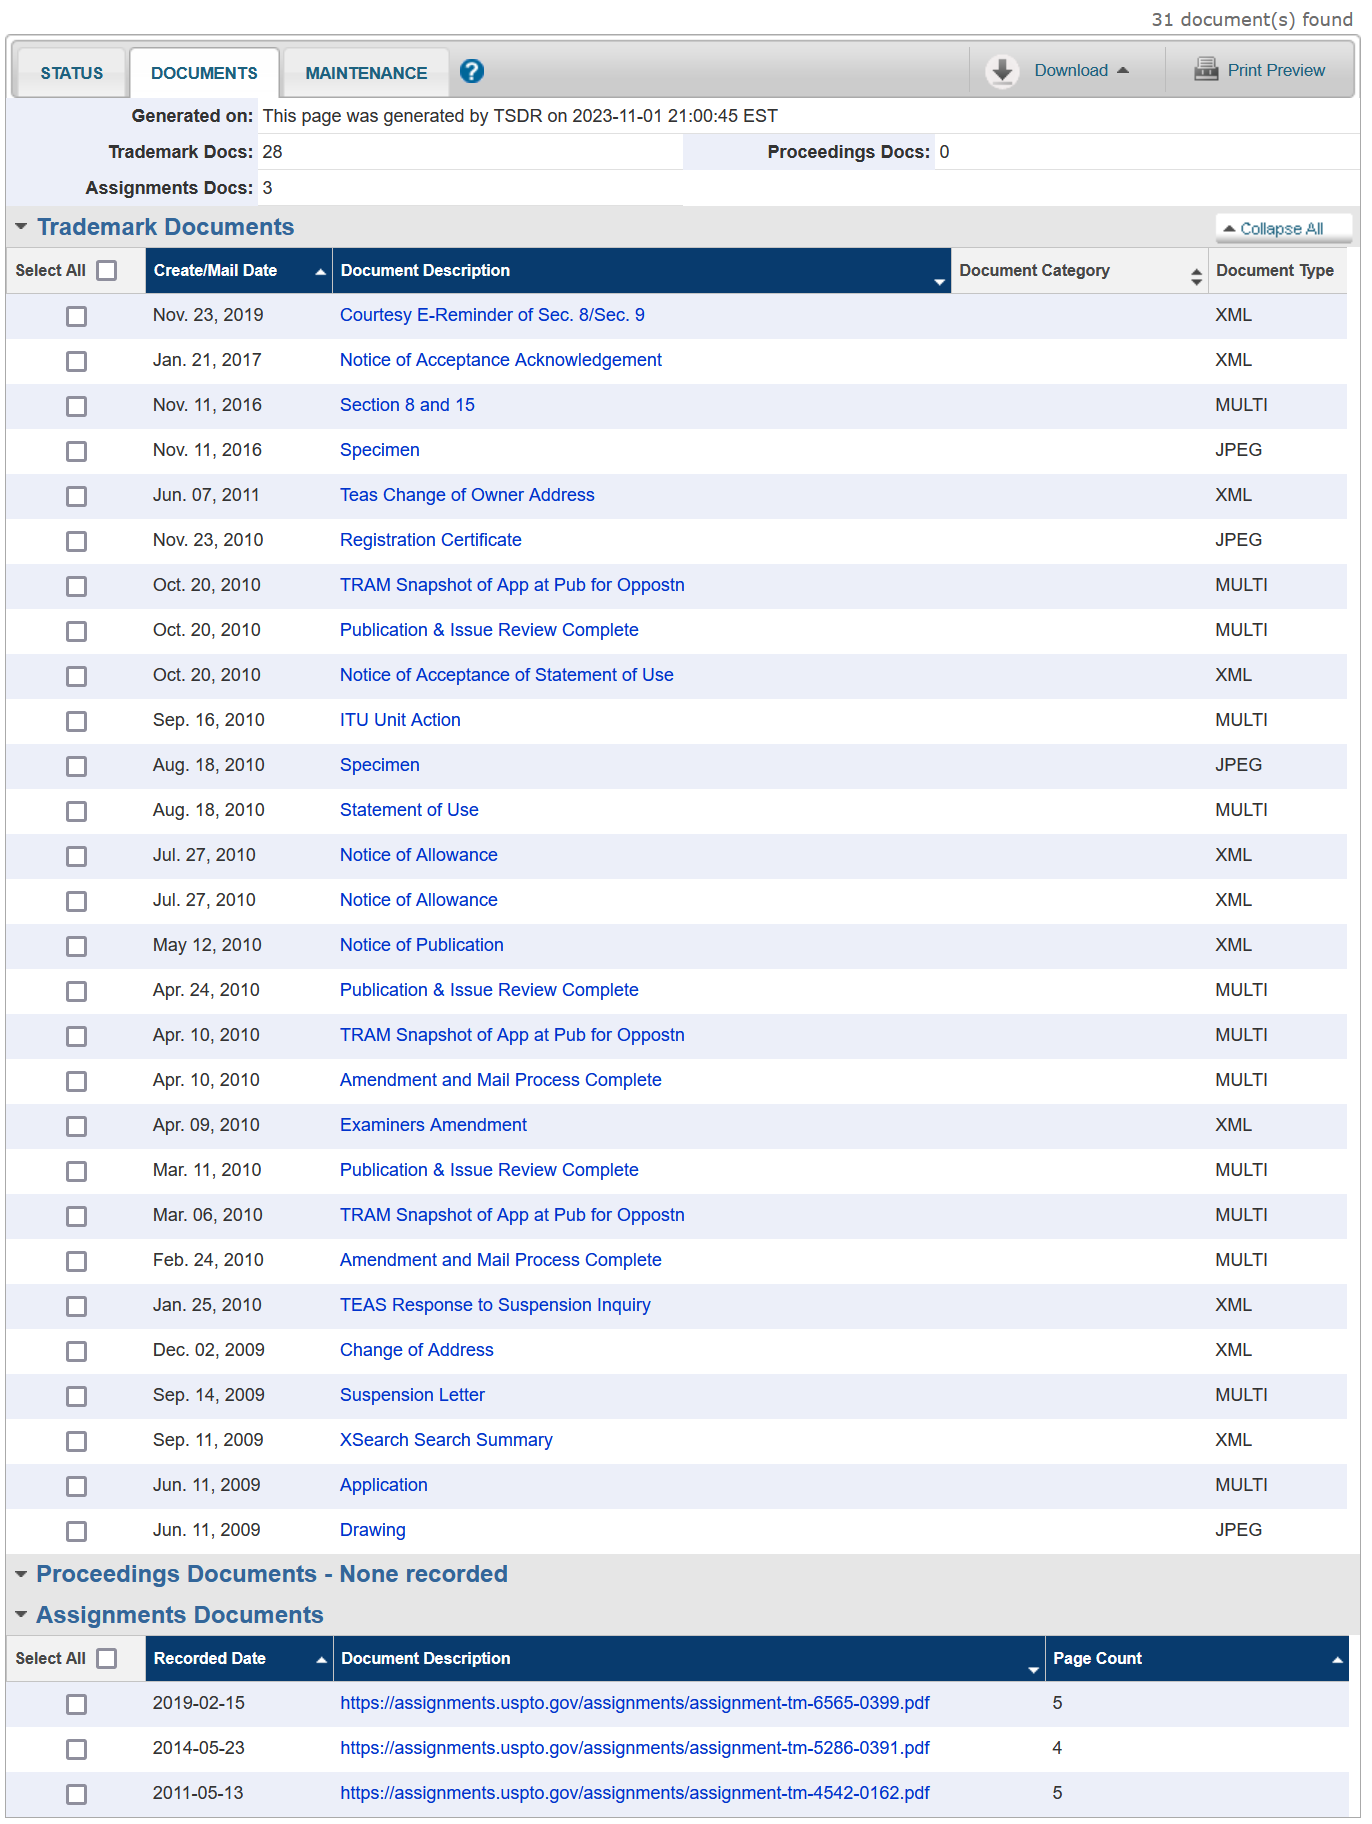 31 document(s) found
STATUS DOCUMENTS MAINTENANCE ? Download Print Preview
Generated on: This page was generated by TSDR on 2023-11-01 21:00:45 EST
Trademark Docs: 28 Proceedings Docs: 0
Assignments Docs: 3
Trademark Documents Collapse All
Select All Create/Mail Date Document Description Document Category Document Type
Nov. 23, 2019 Courtesy E-Reminder of Sec. 8/Sec. 9 XML
Jan. 21, 2017 Notice of Acceptance Acknowledgement XML
Nov. 11, 2016 Section 8 and 15 MULTI
Nov. 11, 2016 Specimen JPEG
Jun. 07, 2011 Teas Change of Owner Address XML
Nov. 23, 2010 Registration Certificate JPEG
Oct. 20, 2010 TRAM Snapshot of App at Pub for Oppostn MULTI
Oct. 20, 2010 Publication & Issue Review Complete MULTI
Oct. 20, 2010 Notice of Acceptance of Statement of Use XML
Sep. 16, 2010 ITU Unit Action MULTI
Aug. 18, 2010 Specimen JPEG
Aug. 18, 2010 Statement of Use MULTI
Jul. 27, 2010 Notice of Allowance XML
Jul. 27, 2010 Notice of Allowance XML
May 12, 2010 Notice of Publication XML
Apr. 24, 2010 Publication & Issue Review Complete MULTI
Apr. 10, 2010 TRAM Snapshot of App at Pub for Oppostn MULTI
Apr. 10, 2010 Amendment and Mail Process Complete MULTI
Apr. 09, 2010 Examiners Amendment XML
Mar. 11, 2010 Publication & Issue Review Complete MULTI
Mar. 06, 2010 TRAM Snapshot of App at Pub for Oppostn MULTI
Feb. 24, 2010 Amendment and Mail Process Complete MULTI
Jan. 25, 2010 TEAS Response to Suspension Inquiry XML
Dec. 02, 2009 Change of Address XML
Sep. 14, 2009 Suspension Letter MULTI
Sep. 11, 2009 XSearch Search Summary XML
Jun. 11, 2009 Application MULTI
Jun. 11, 2009 Drawing JPEG
Proceedings Documents - None recorded
Assignments Documents
Select All Recorded Date Document Description Page Count
2019-02-15 https://assignments.uspto.gov/assignments/assignment-tm-6565-0399.pdf 5
2014-05-23 https://assignments.uspto.gov/assignments/assignment-tm-5286-0391.pdf 4
2011-05-13 https://assignments.uspto.gov/assignments/assignment-tm-4542-0162.pdf 5